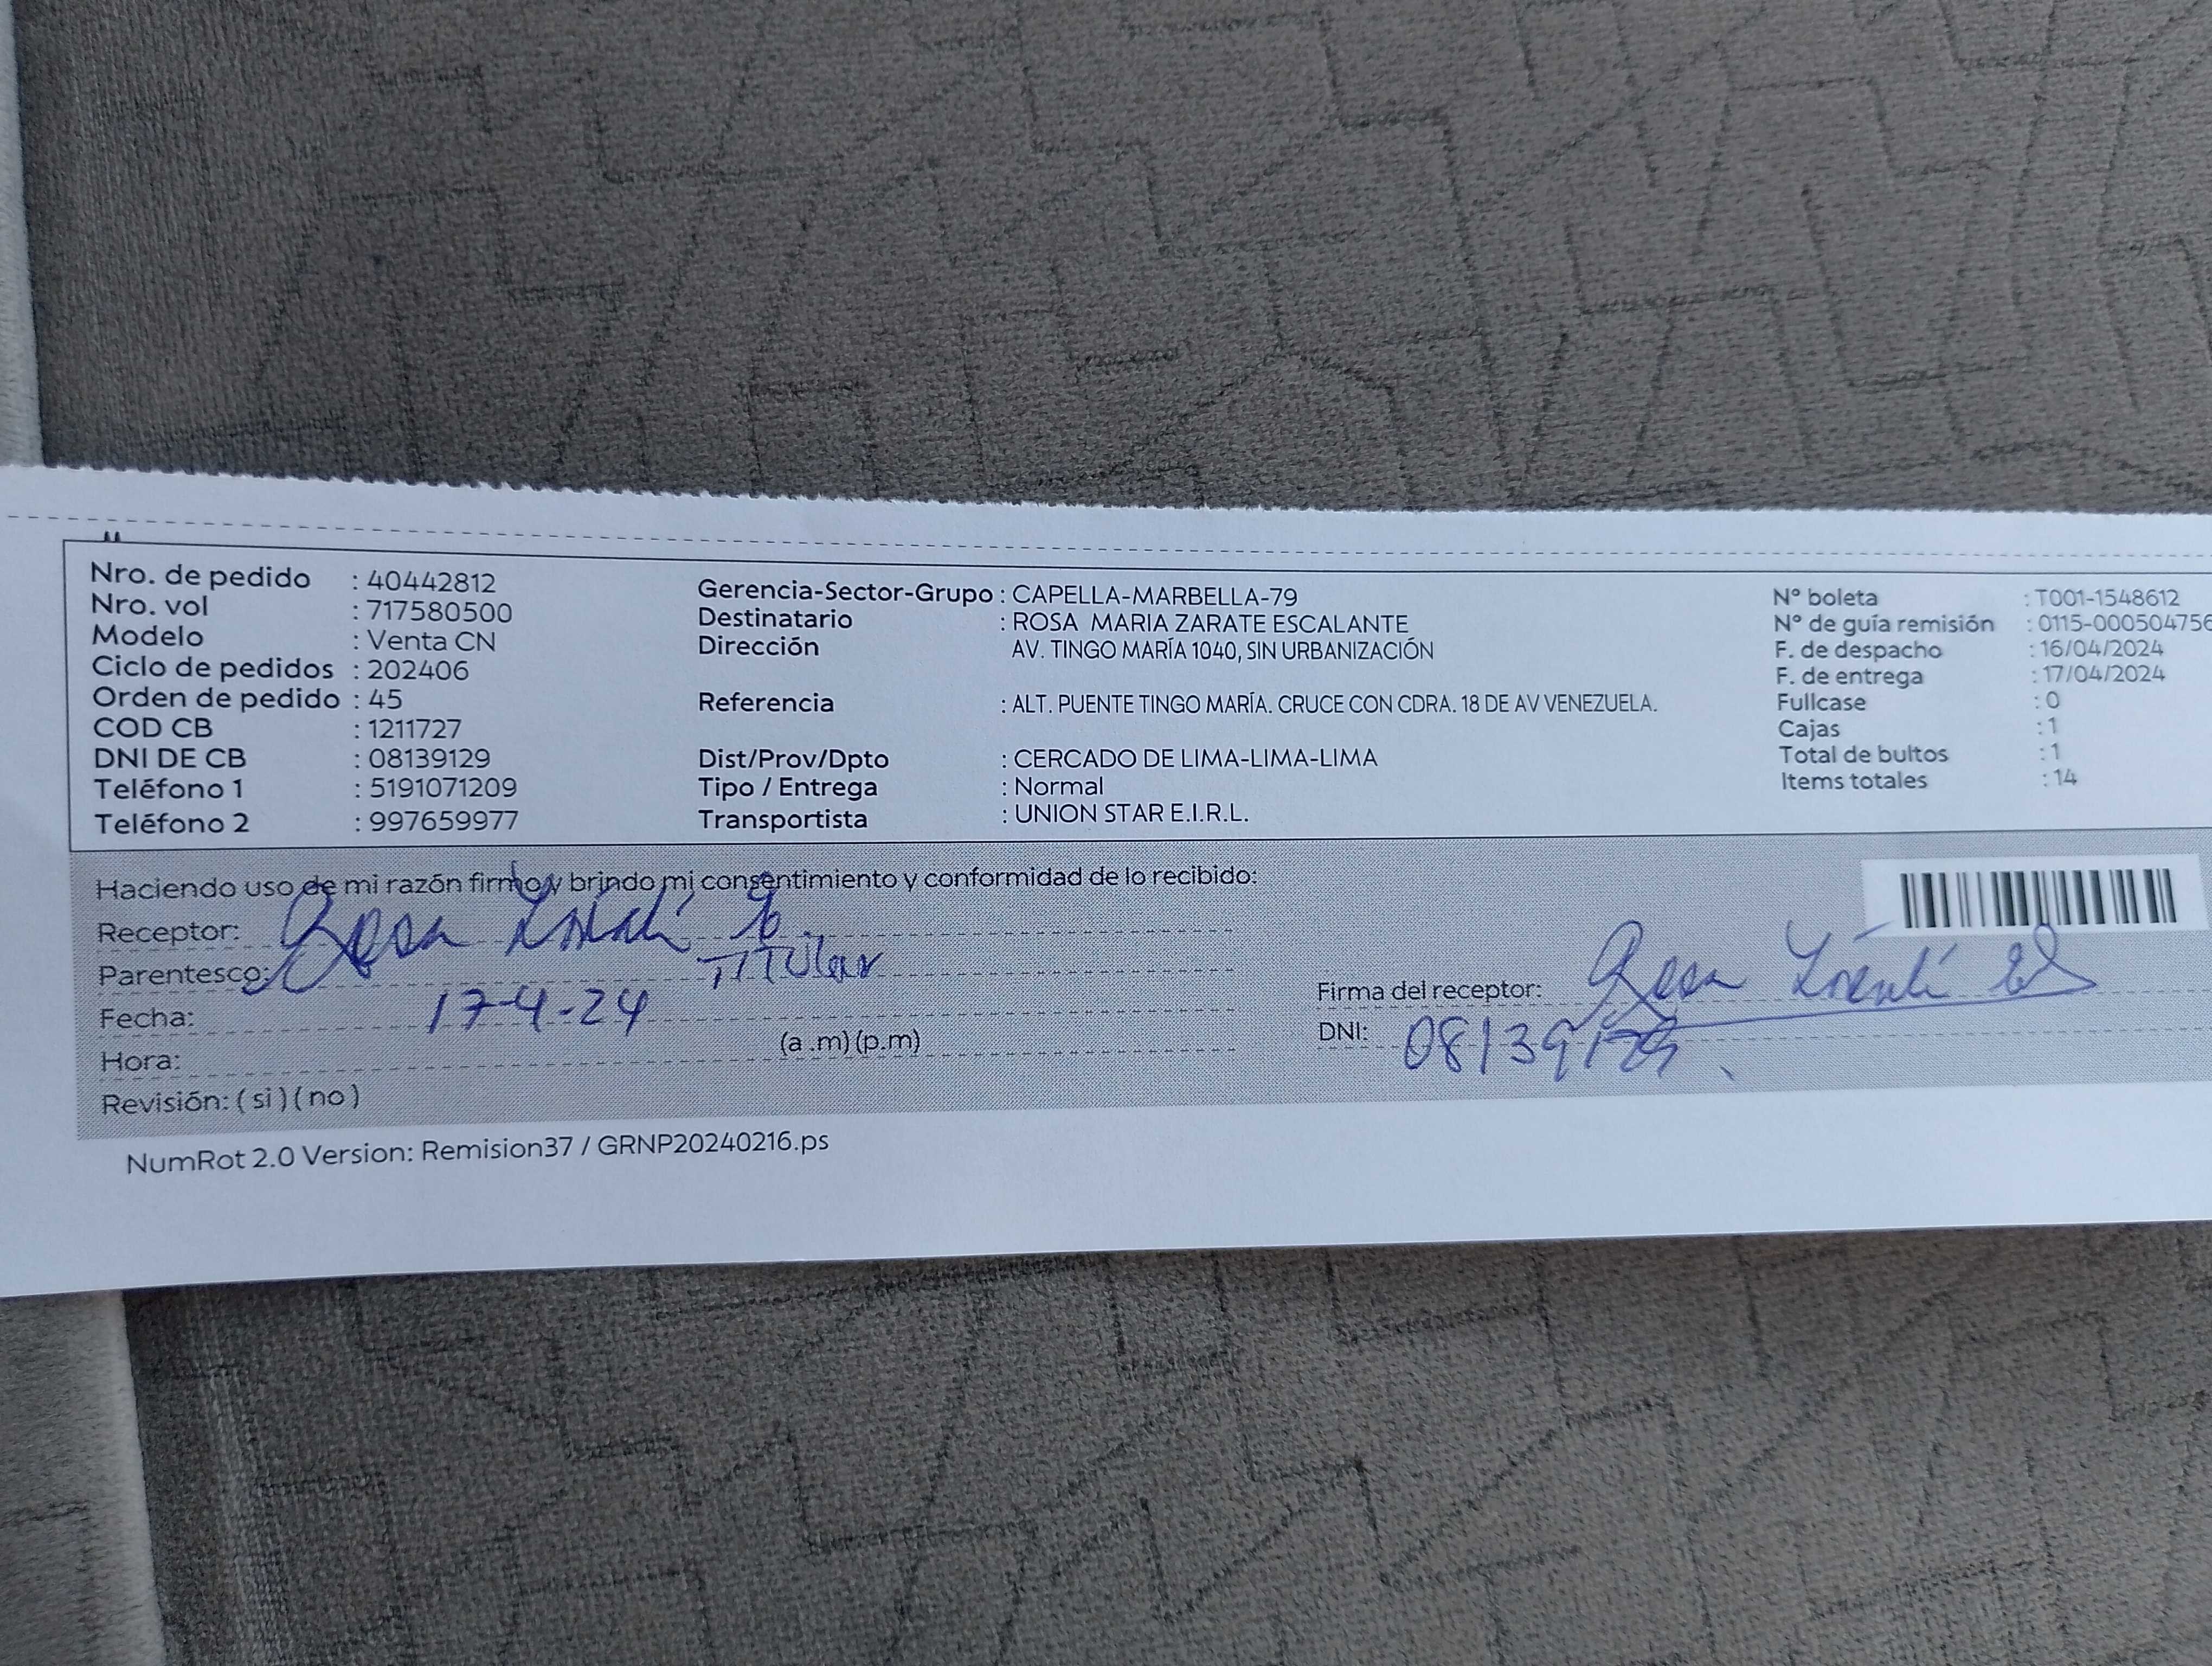 Nro. de pedido : 40442812
Nro. vol : 717580500
Modelo : Venta CN
Ciclo de pedidos : 202406
Orden de pedido : 45
COD CB : 1211727
DNI DE CB : 08139129
Teléfono 1 : 5191071209
Teléfono 2 : 997659977
Gerencia-Sector-Grupo : CAPELLA-MARBELLA-79
Destinatario : ROSA MARIA ZARATE ESCALANTE
Dirección AV. TINGO MARÍA 1040, SIN URBANIZACIÓN
Referencia : ALT. PUENTE TINGO MARÍA. CRUCE CON CDRA. 18 DE AV VENEZUELA.
Dist/Prov/Dpto : CERCADO DE LIMA-LIMA-LIMA
Tipo / Entrega : Normal
Transportista : UNION STAR E.I.R.L.
Nº boleta : T001-1548612
Nº de guía remisión : 0115-000504756
F. de despacho : 16/04/2024
F. de entrega : 17/04/2024
Fullcase : 0
Cajas : 1
Total de bultos : 1
Items totales : 14
Haciendo uso de mi razón firmo y brindo mi consentimiento y conformidad de lo recibido:
Receptor: Rosa
Parentesco: TITULar
Fecha: 17-4-24
Hora: (a .m) (p.m)
Revisión: ( si ) ( no )
Firma del receptor: Rosa
DNI: 08139129
NumRot 2.0 Version: Remision37 / GRNP20240216.ps